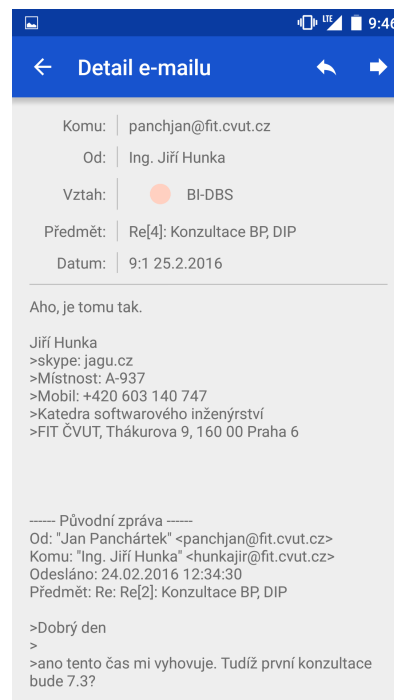 LTE 9:46
Detail e-mailu
Komu: panchjan@fit.cvut.cz
Od: Ing. Jiří Hunka
Vztah: BI-DBS
Předmět: Re[4]: Konzultace BP, DIP
Datum: 9:1 25.2.2016
Aho, je tomu tak.
Jiří Hunka
>skype: jagu.cz
>Místnost: A-937
>Mobil: +420 603 140 747
>Katedra softwarového inženýrství
>FIT ČVUT, Thákurova 9, 160 00 Praha 6
------ Původní zpráva ------
Od: "Jan Panchártek" <panchjan@fit.cvut.cz>
Komu: "Ing. Jiří Hunka" <hunkajir@fit.cvut.cz>
Odesláno: 24.02.2016 12:34:30
Předmět: Re: Re[2]: Konzultace BP, DIP
>Dobrý den
>
>ano tento čas mi vyhovuje. Tudíž první konzultace
bude 7.3?